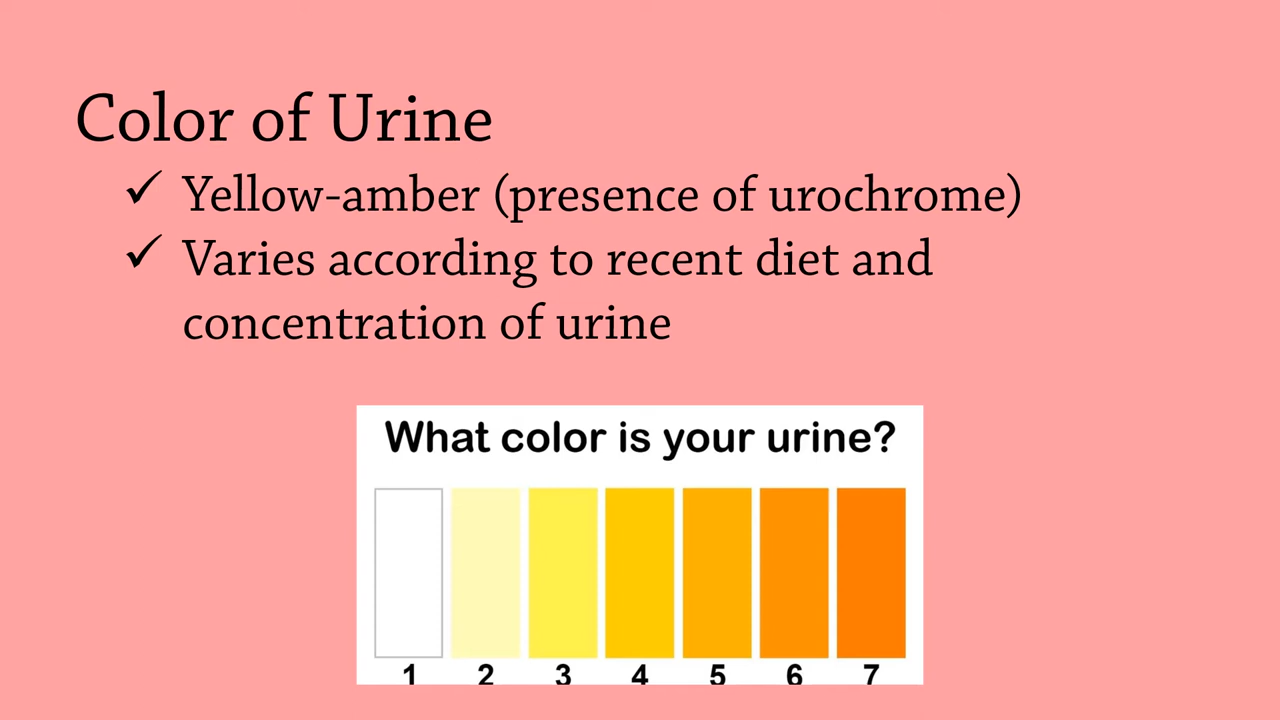 Color of Urine
✓ Yellow-amber (presence of urochrome)
✓ Varies according to recent diet and
concentration of urine
What color is your urine?
1 2 3 4 5 6 7